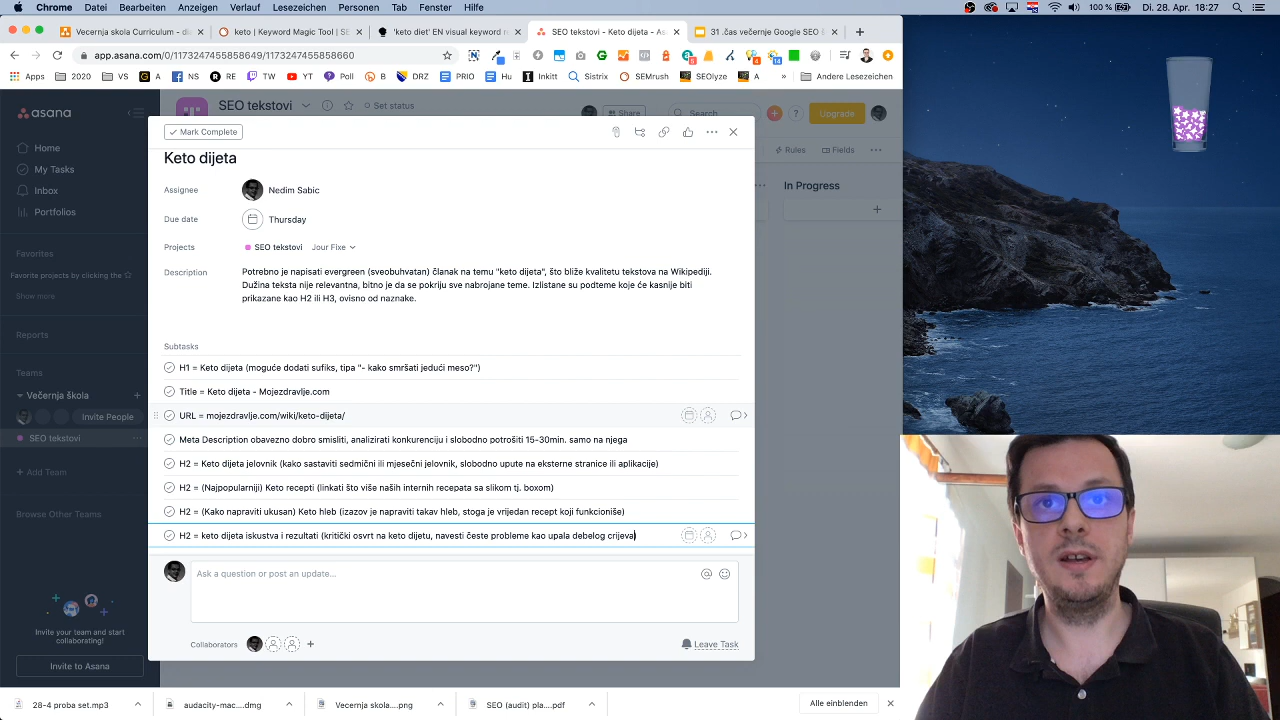 Chrome Datei Bearbeiten Anzeigen Verlauf Lesezeichen Personen Tab Fenster Hilfe
100 % Di. 28. Apr. 18:27
Vecernja skola Curriculum - di
keto | Keyword Magic Tool | SE
'keto diet' EN visual keyword r
SEO tekstovi - Keto dijeta - As
31 .čas večernje Google SEO š
app.asana.com/0/1173247455858649/1173247455858660
Apps 2020 VS A NS RE TW YT Poll B DRZ PRIO Hu Inkitt Sistrix SEMrush SEOlyze A » Andere Lesezeichen
asana
SEO tekstovi Set status
Share Search Upgrade
Mark Complete
Home
My Tasks
Inbox
Portfolios
Rules Fields
In Progress
Favorites
Favorite projects by clicking the
Show more
Reports
Teams
Večernja škola
Invite People
SEO tekstovi
Add Team
Browse Other Teams
Invite your team and start
collaborating!
Invite to Asana
Keto dijeta
Assignee Nedim Sabic
Due date Thursday
Projects SEO tekstovi Jour Fixe
Description Potrebno je napisati evergreen (sveobuhvatan) članak na temu "keto dijeta", što bliže kvalitetu tekstova na Wikipediji.
Dužina teksta nije relevantna, bitno je da se pokriju sve nabrojane teme. Izlistane su podteme koje će kasnije biti
prikazane kao H2 ili H3, ovisno od naznake.
Subtasks
H1 = Keto dijeta (moguće dodati sufiks, tipa "- kako smršati jedući meso?")
Title = Keto dijeta - Mojezdravlje.com
URL = mojezdravlje.com/wiki/keto-dijeta/
Meta Description obavezno dobro smisliti, analizirati konkurenciju i slobodno potrošiti 15-30min. samo na njega
H2 = Keto dijeta jelovnik (kako sastaviti sedmični ili mjesečni jelovnik, slobodno upute na eksterne stranice ili aplikacije)
H2 = (Najpopularniji) Keto recepti (linkati što više naših internih recepata sa slikom tj. boxom)
H2 = (Kako napraviti ukusan) Keto hleb (izazov je napraviti takav hleb, stoga je vrijedan recept koji funkcioniše)
H2 = keto dijeta iskustva i rezultati (kritički osvrt na keto dijetu, navesti česte probleme kao upala debelog crijeva
Ask a question or post an update...
Collaborators
Leave Task
28-4 proba set.mp3
audacity-mac....dmg
Vecernja skola....png
SEO (audit) pla....pdf
Alle einblenden